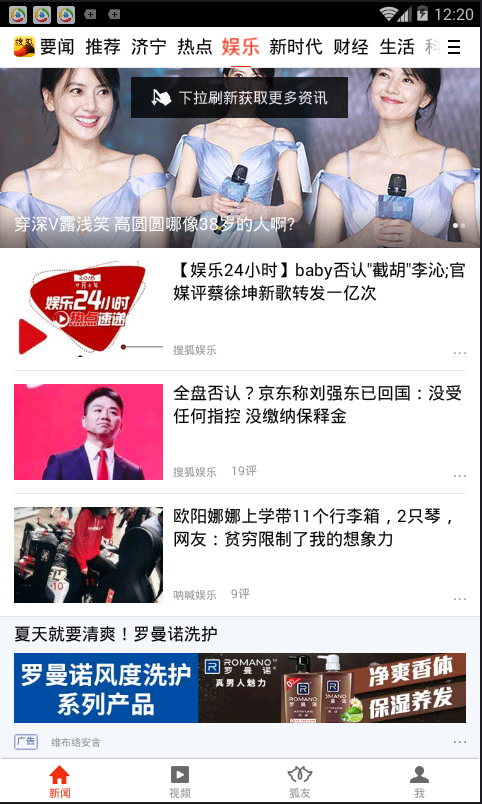 12:20
搜狐
要闻 推荐 济宁 热点 娱乐 新时代 财经 生活
下拉刷新获取更多资讯
穿深V露浅笑 高圆圆哪像38岁的人啊?
娱乐24小时
热点速递
【娱乐24小时】baby否认"截胡"李沁;官
媒评蔡徐坤新歌转发一亿次
搜狐娱乐
全盘否认？京东称刘强东已回国：没受
任何指控 没缴纳保释金
搜狐娱乐 19评
欧阳娜娜上学带11个行李箱，2只琴，
网友：贫穷限制了我的想象力
呐喊娱乐 9评
10
11
夏天就要清爽！罗曼诺洗护
罗曼诺风度洗护
系列产品
ROMANO
罗曼诺
真男人魅力
ROMANO
净爽香体
保湿养发
广告 维布络安舍
新闻 视频 狐友 我